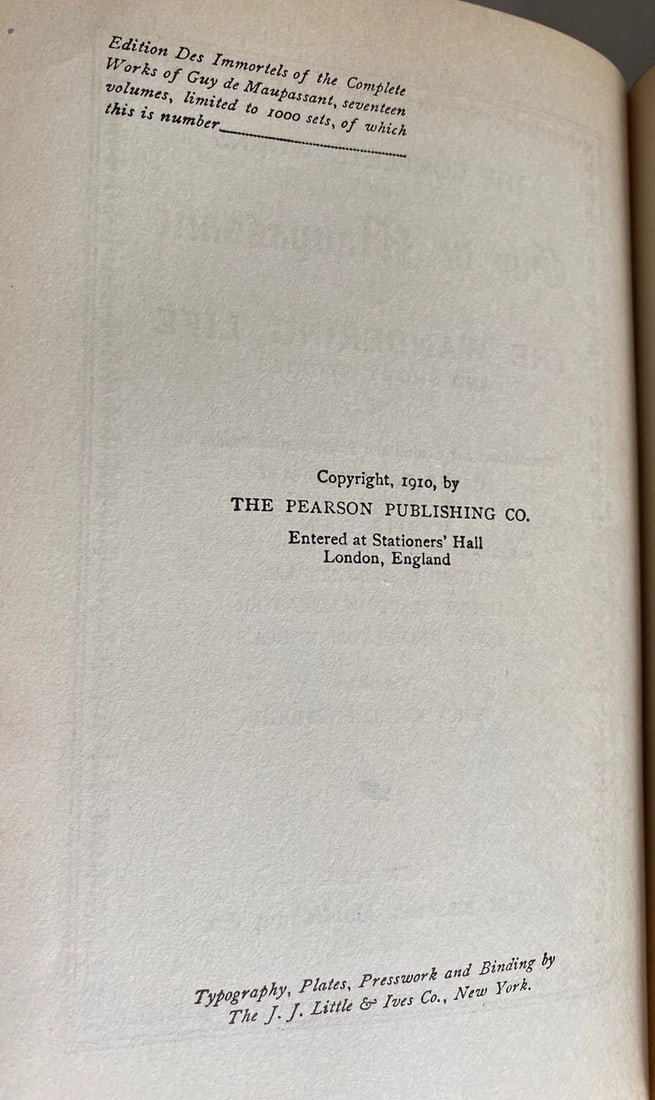 Edition Des Immortels of the Complete
Works of Guy de Maupassant, seventeen
volumes, limited to 1000 sets, of which
this is number
Copyright, 1910, by
THE PEARSON PUBLISHING CO.
Entered at Stationers' Hall
London, England
Typography, Plates, Presswork and Binding by
The J. J. Little & Ives Co., New York.